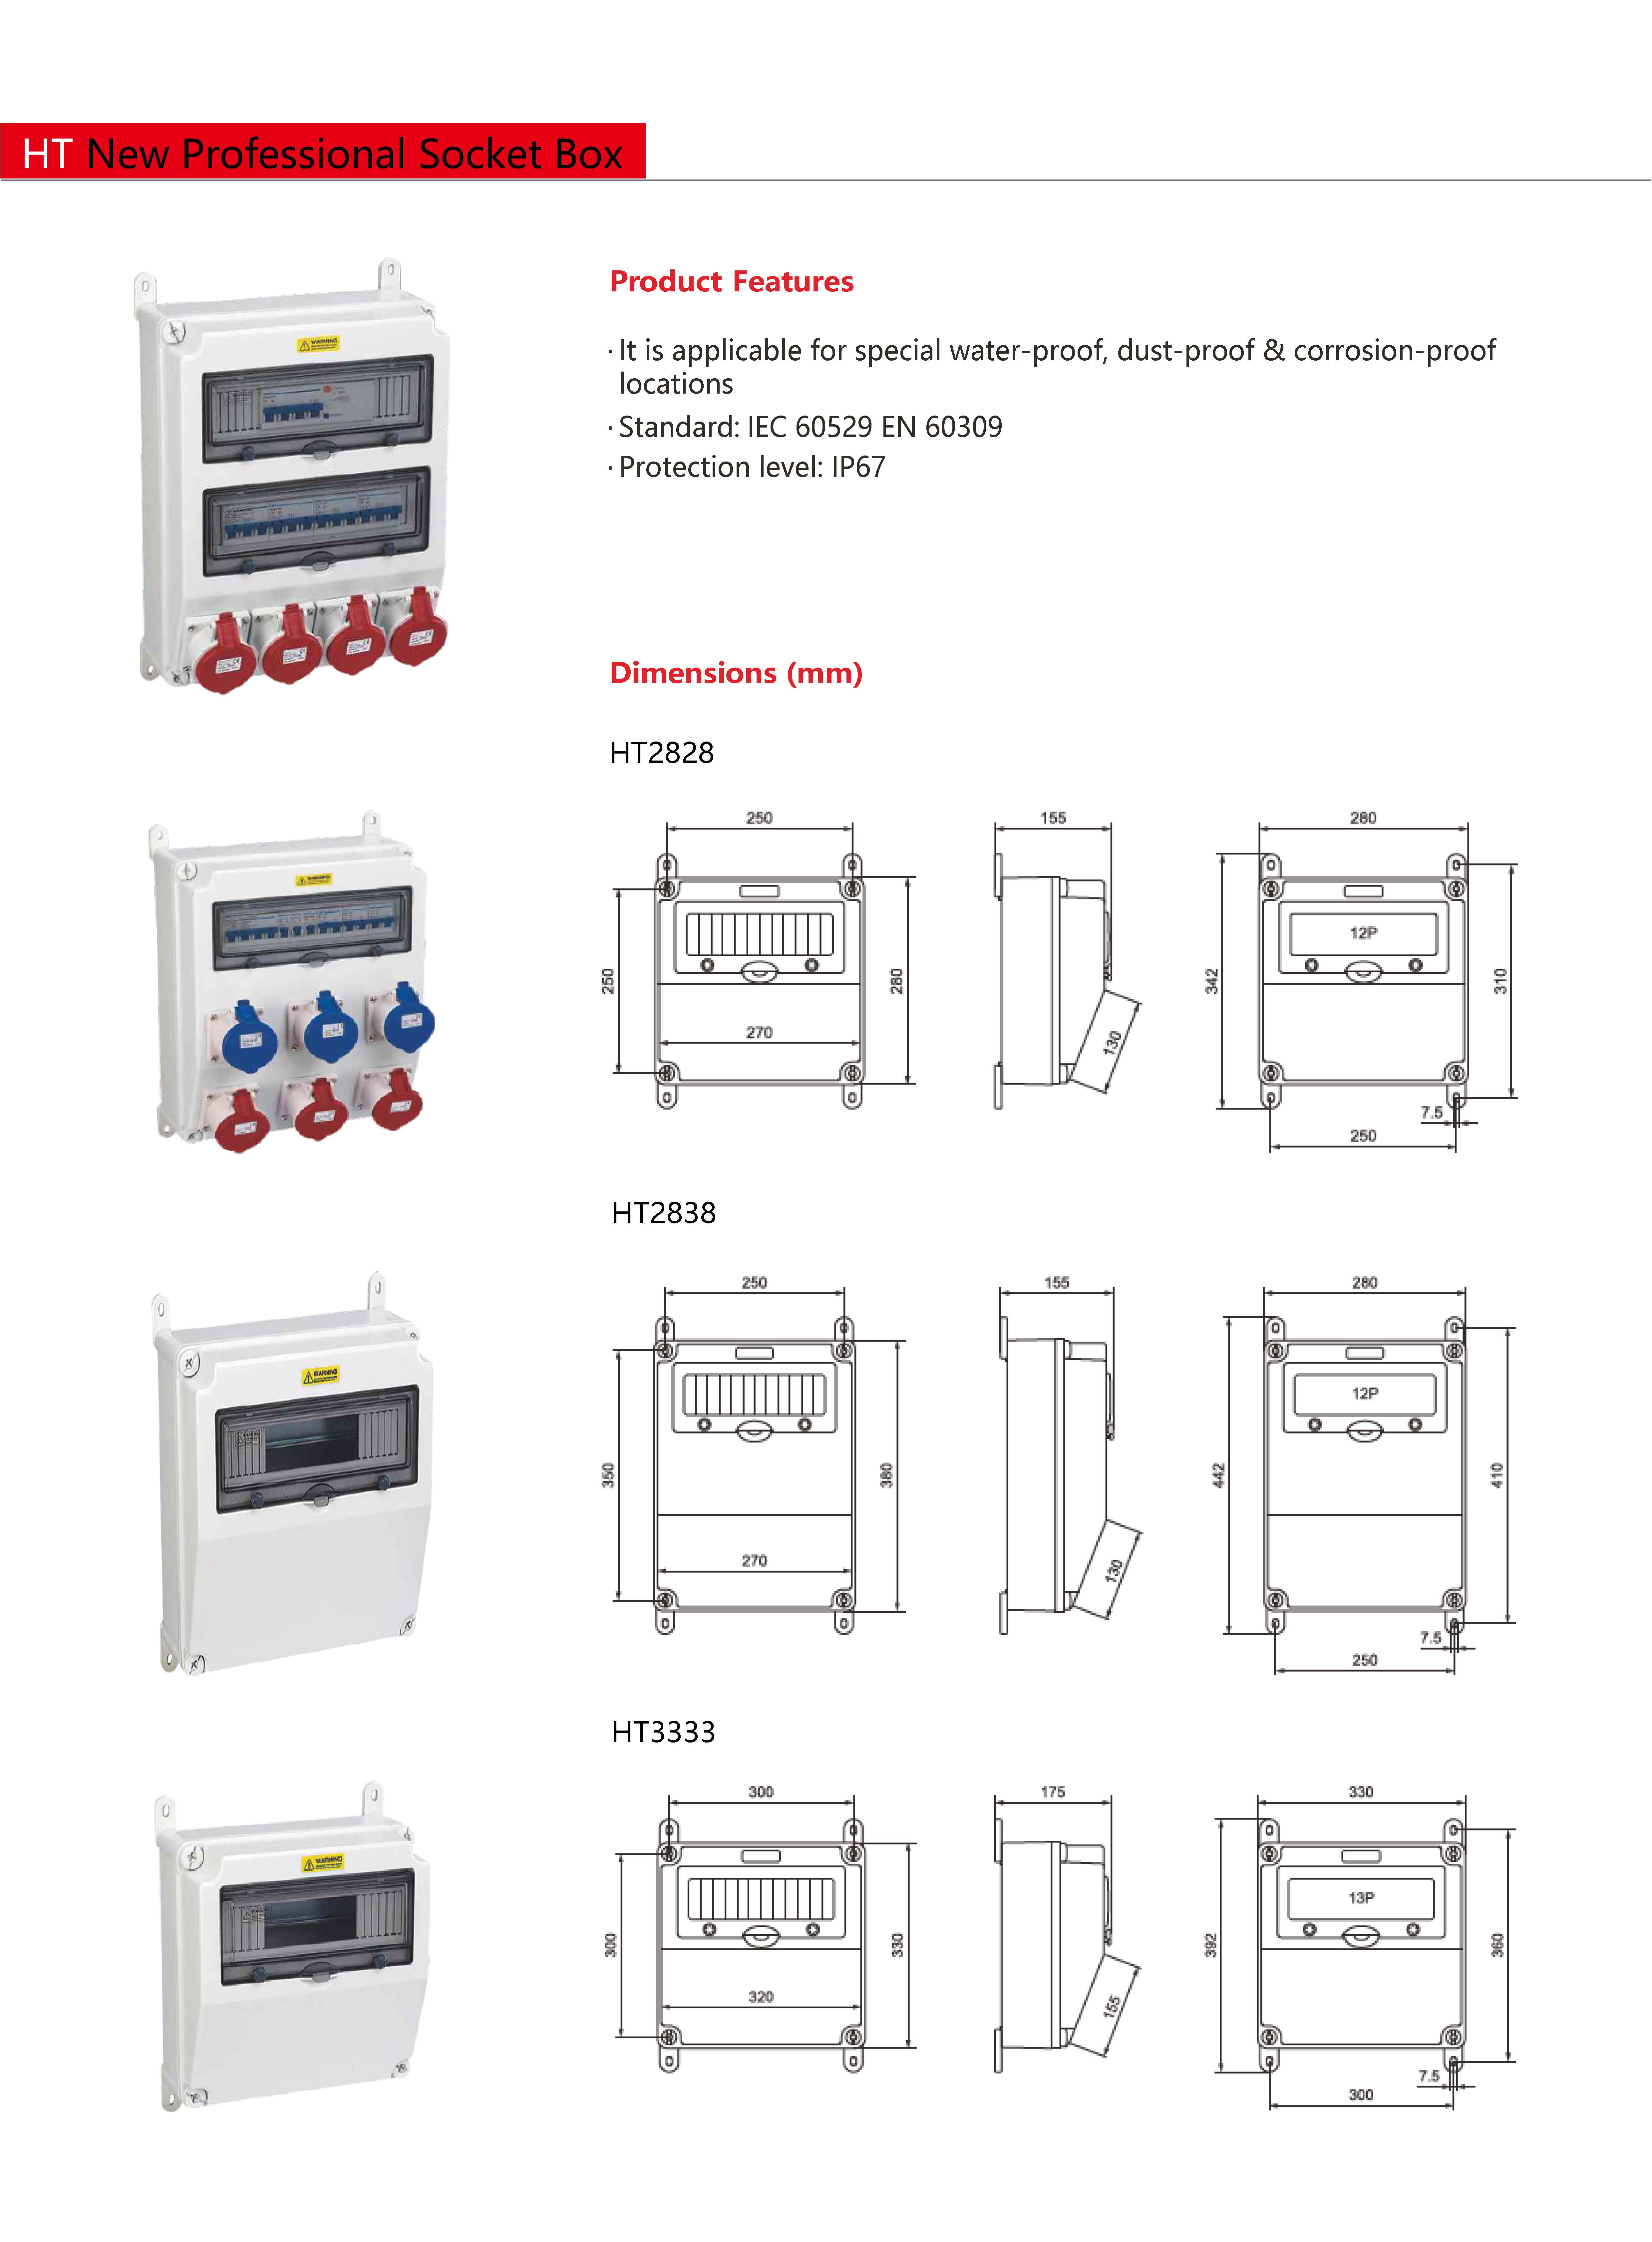 HT New Professional Socket Box
Product Features
· It is applicable for special water-proof, dust-proof & corrosion-proof
locations
· Standard: IEC 60529 EN 60309
· Protection level: IP67
WARNING
Dimensions (mm)
HT2828
250
155
280
WARNING
12P
250
280
342
310
270
130
7.5
250
HT2838
250
155
280
WARNING
12P
350
380
442
410
270
130
7.5
250
HT3333
300
175
330
WARNING
13P
300
330
392
360
320
155
7.5
300